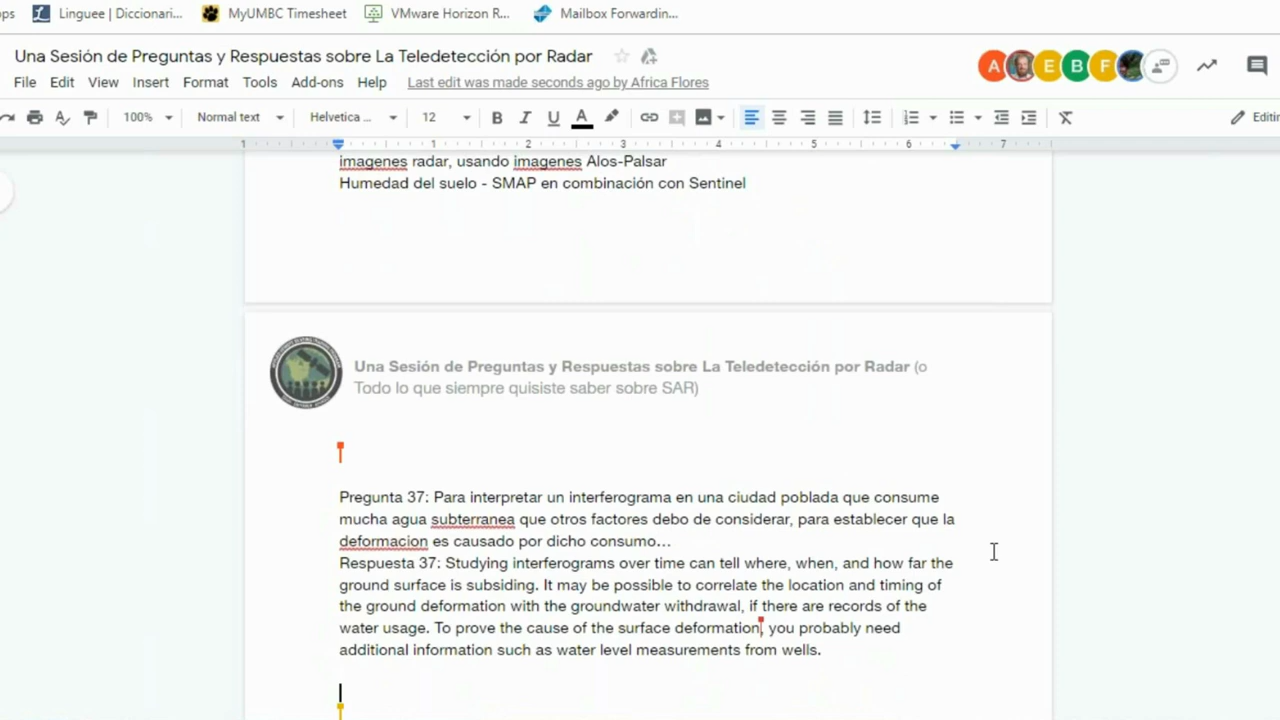 Linguee | Diccionari...
MyUMBC Timesheet
VMware Horizon R...
Mailbox Forwardin...
Una Sesión de Preguntas y Respuestas sobre La Teledetección por Radar
A E B F
File Edit View Insert Format Tools Add-ons Help Last edit was made seconds ago by Africa Flores
100% Normal text Helvetica ... 12 B I U A
1 1 2 3 4 5 6 7
imagenes radar, usando imagenes Alos-Palsar
Humedad del suelo - SMAP en combinación con Sentinel
Una Sesión de Preguntas y Respuestas sobre La Teledetección por Radar (o
Todo lo que siempre quisiste saber sobre SAR)
Pregunta 37: Para interpretar un interferograma en una ciudad poblada que consume
mucha agua subterranea que otros factores debo de considerar, para establecer que la
deformacion es causado por dicho consumo...
Respuesta 37: Studying interferograms over time can tell where, when, and how far the
ground surface is subsiding. It may be possible to correlate the location and timing of
the ground deformation with the groundwater withdrawal, if there are records of the
water usage. To prove the cause of the surface deformation, you probably need
additional information such as water level measurements from wells.